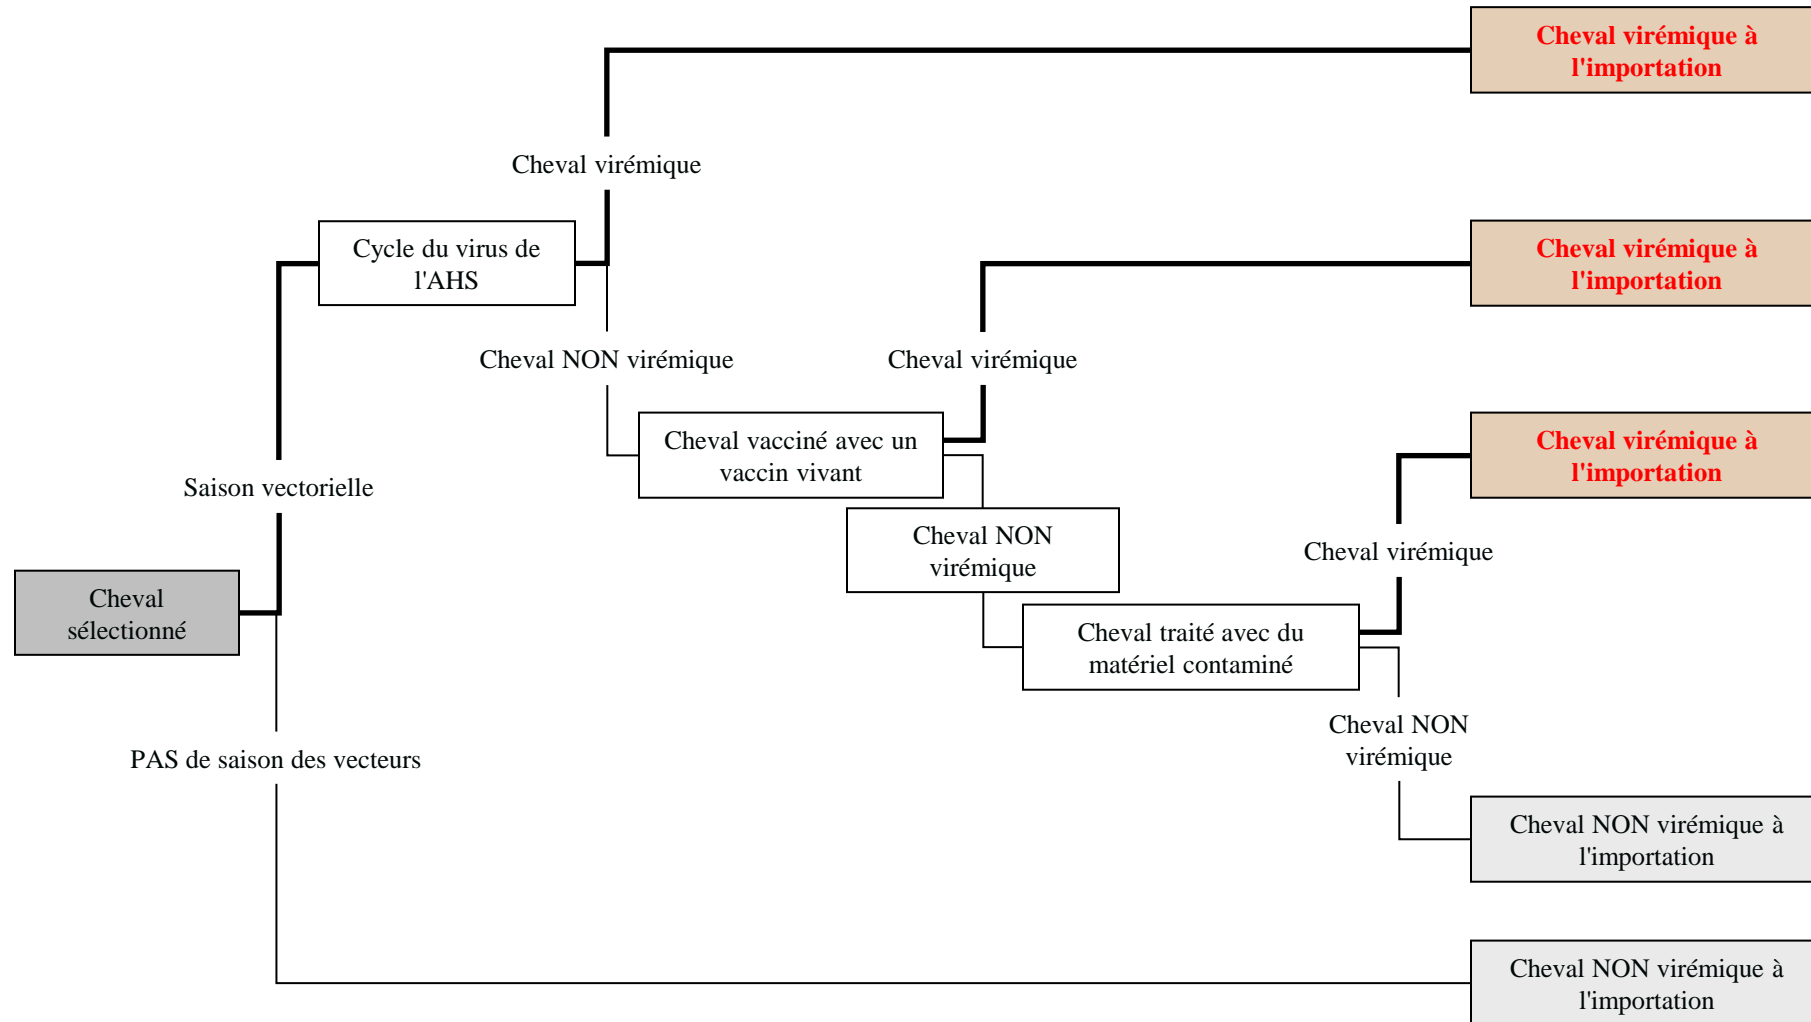 Cheval virémique à
l'importation
Cheval virémique
Cycle du virus de
l'AHS
Cheval virémique à
l'importation
Cheval NON virémique
Cheval virémique
Cheval vacciné avec un
vaccin vivant
Cheval virémique à
l'importation
Saison vectorielle
Cheval NON
virémique
Cheval virémique
Cheval
sélectionné
Cheval traité avec du
matériel contaminé
Cheval NON
virémique
PAS de saison des vecteurs
Cheval NON virémique à
l'importation
Cheval NON virémique à
l'importation